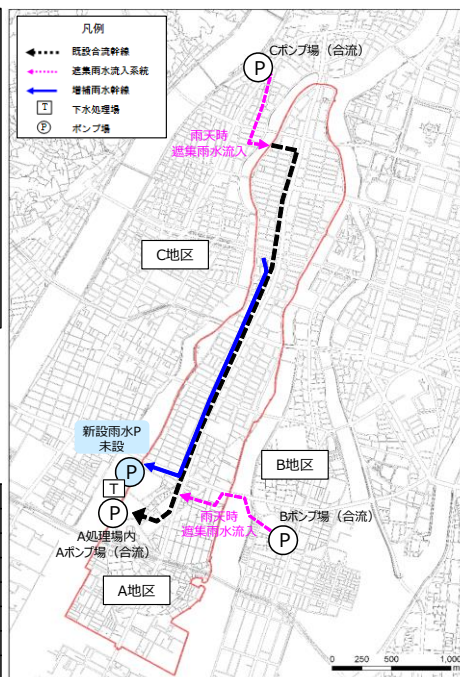 凡例
既設合流幹線
遮集雨水流入系統
増補雨水幹線
T 下水処理場
P ポンプ場
Cポンプ場（合流）
P
雨天時
遮集雨水流入
C地区
新設雨水P
未設
P
T
P
A処理場内
Aポンプ場（合流）
A地区
B地区
雨天時
遮集雨水流入
Bポンプ場（合流）
P
0 250 500 1,000
m